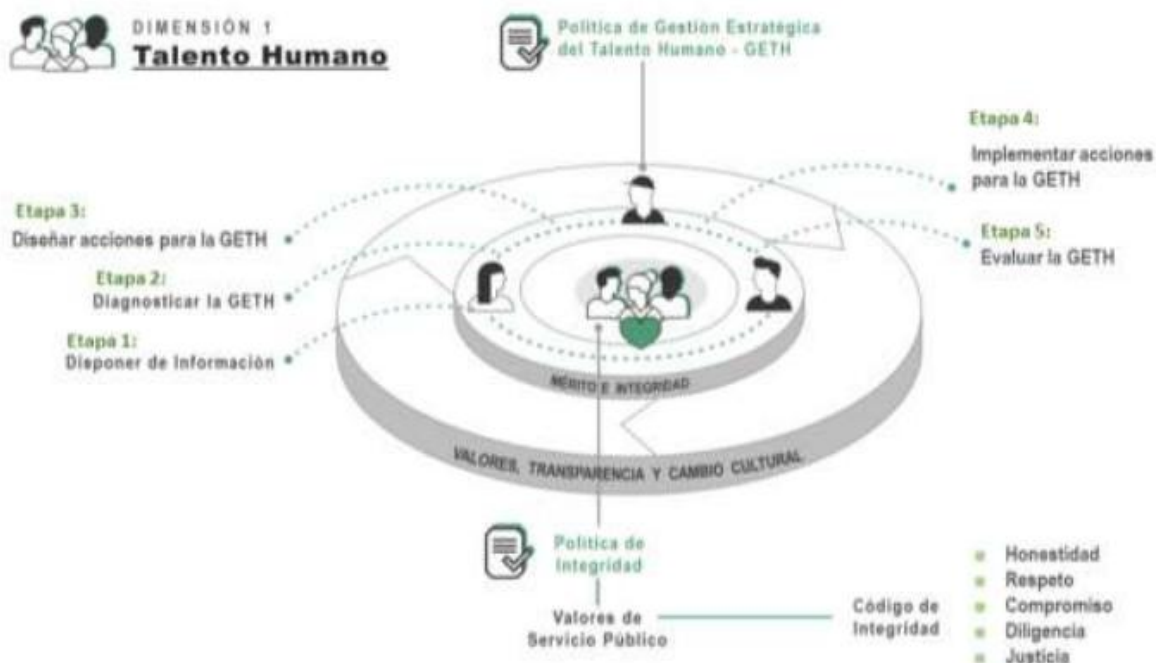 DIMENSIÓN 1
Talento Humano
Política de Gestión Estratégica
del Talento Humano - GETH
Etapa 4:
Implementar acciones
para la GETH
Etapa 3:
Diseñar acciones para la GETH
Etapa 5:
Evaluar la GETH
Etapa 2:
Diagnosticar la GETH
Etapa 1:
Disponer de Información
MÉRITO E INTEGRIDAD
VALORES, TRANSPARENCIA Y CAMBIO CULTURAL
Política de
Integridad
Valores de
Servicio Público
Código de
Integridad
Honestidad
Respeto
Compromiso
Diligencia
Justicia